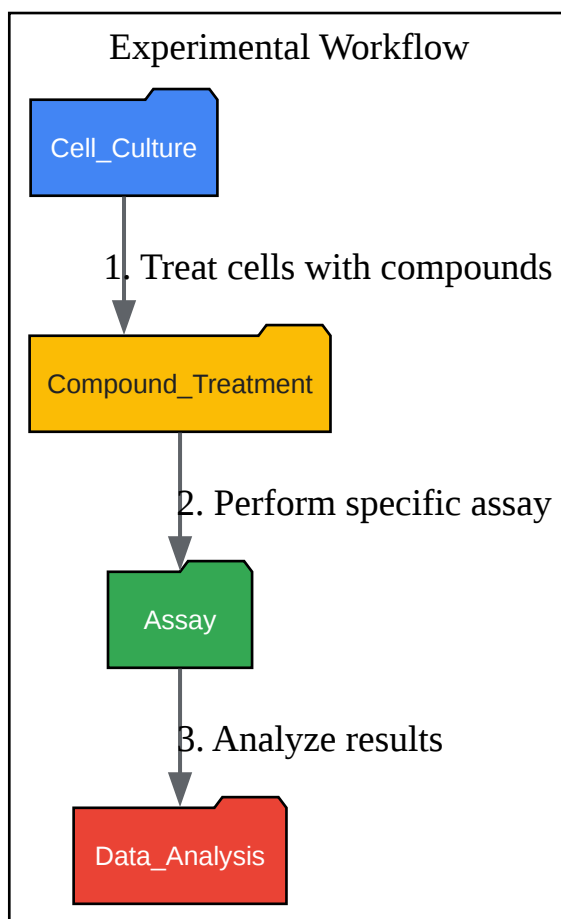 Experimental Workflow
Cell_Culture
1. Treat cells with compounds
Compound_Treatment
2. Perform specific assay
Assay
3. Analyze results
Data_Analysis